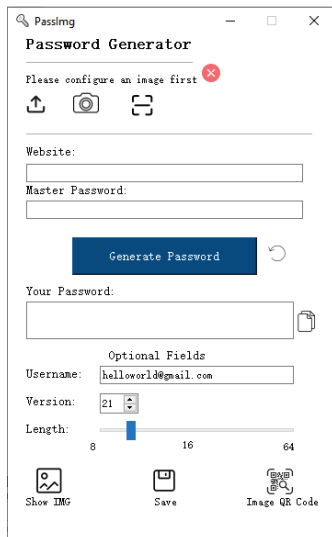 PassImg
Password Generator
Please configure an image first
Website:
Master Password:
Generate Password
Your Password:
Optional Fields
Username: helloworld@gmail.com
Version: 21
Length:
8 16 64
Show IMG Save Image QR Code